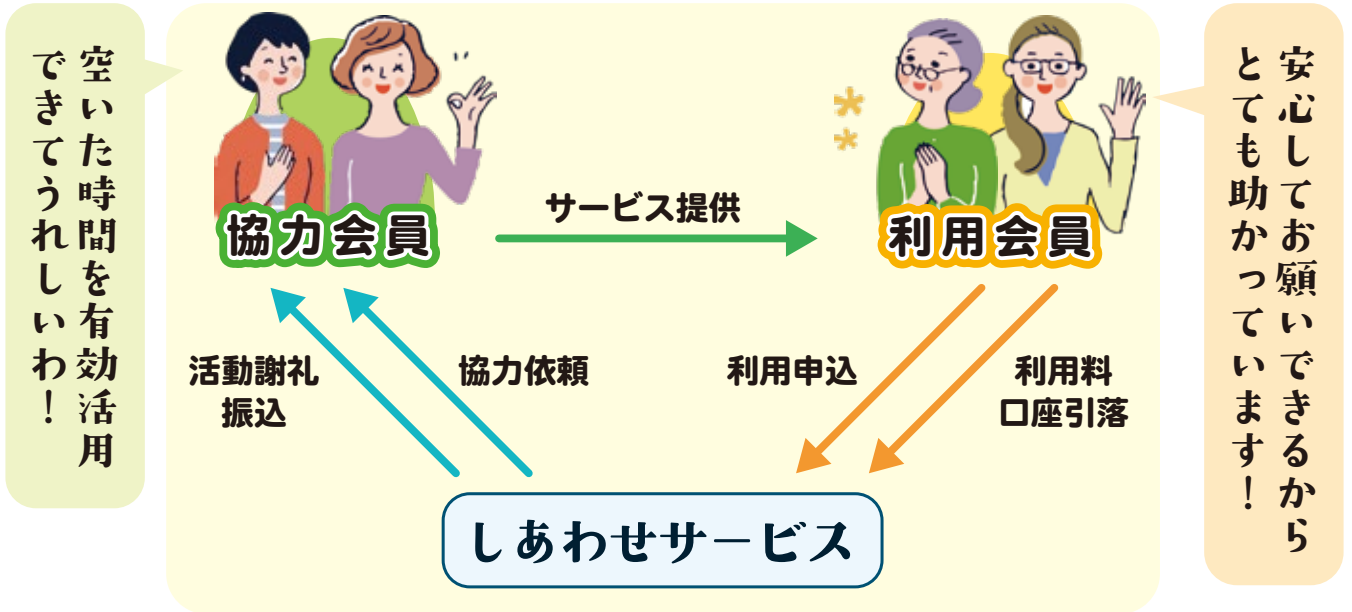 空いた時間を有効活用
できてうれしいわ！
協力会員
サービス提供
利用会員
安心してお願いできるから
とても助かっています！
活動謝礼
振込
協力依頼
利用申込
利用料
口座引落
しあわせサービス